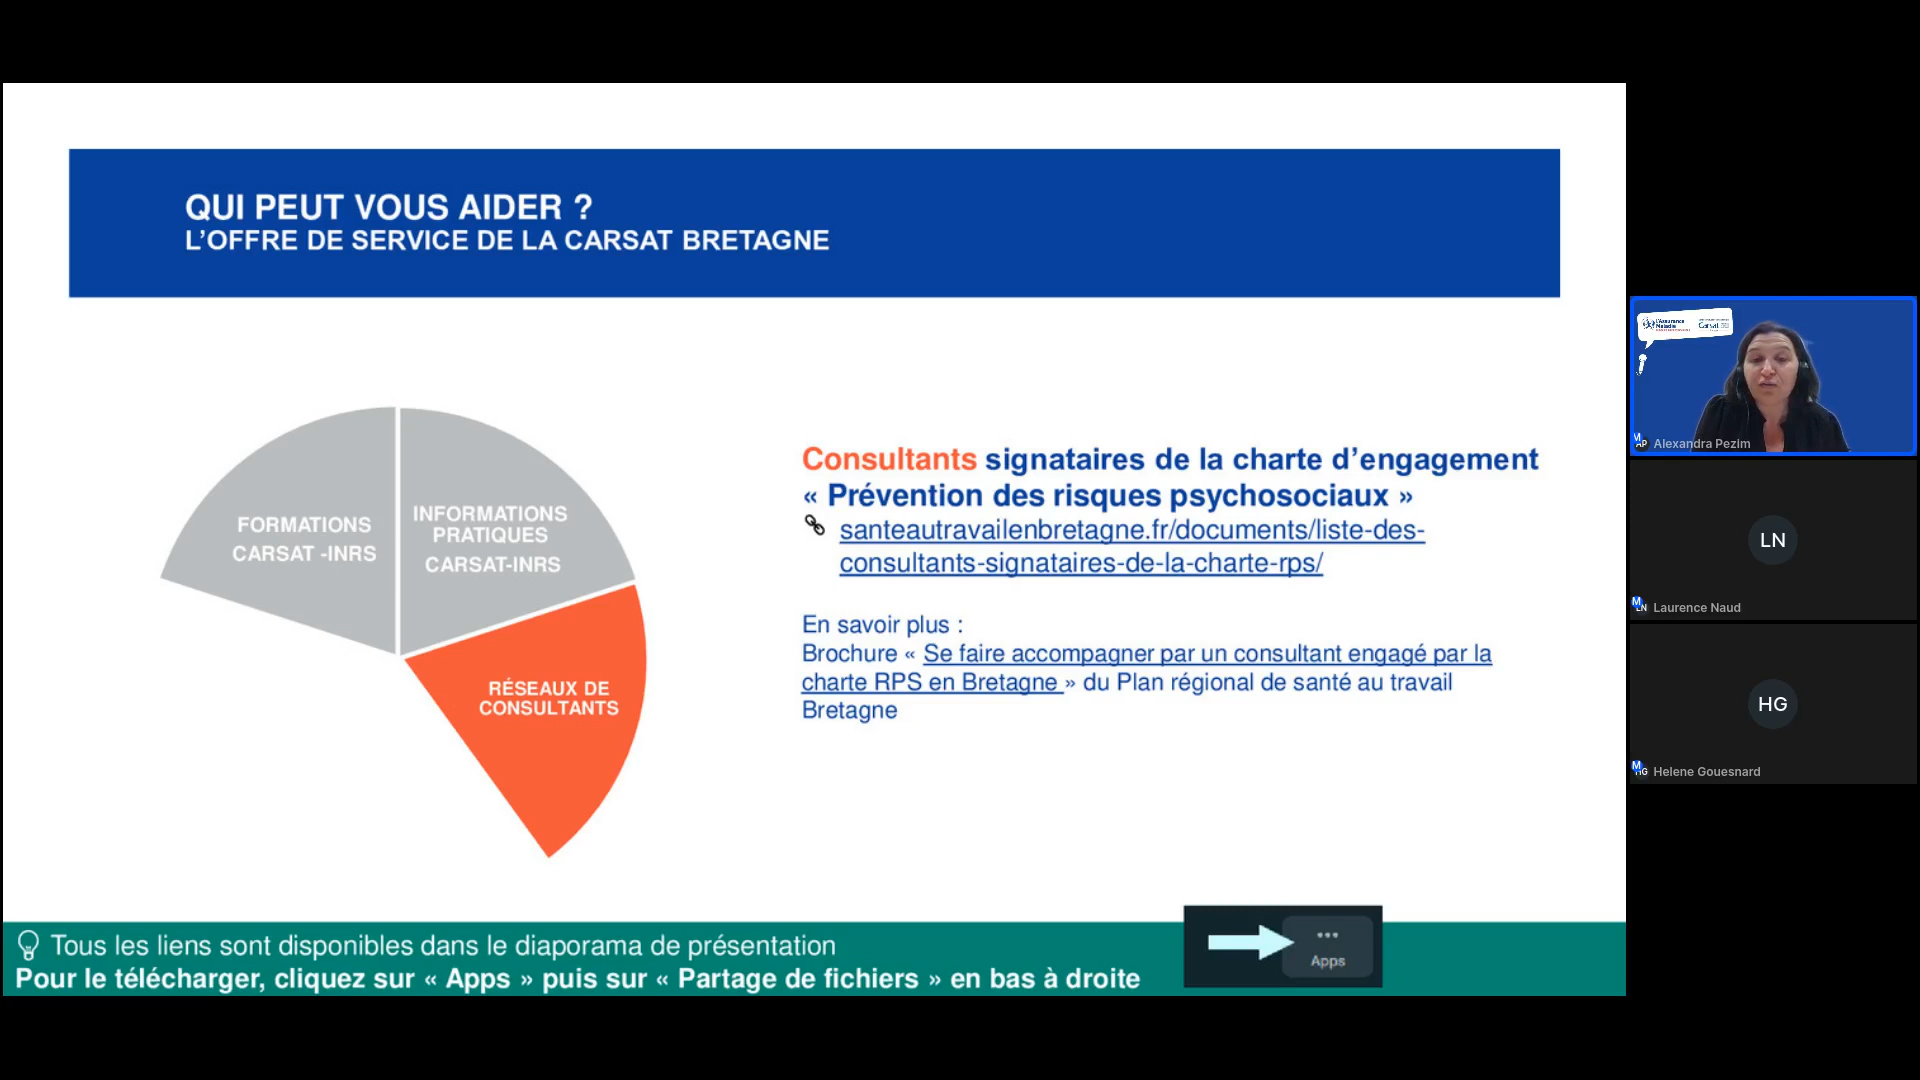 QUI PEUT VOUS AIDER ?
L’OFFRE DE SERVICE DE LA CARSAT BRETAGNE
FORMATIONS
CARSAT -INRS
INFORMATIONS
PRATIQUES
CARSAT-INRS
RÉSEAUX DE
CONSULTANTS
Consultants signataires de la charte d’engagement
« Prévention des risques psychosociaux »
santeautravailenbretagne.fr/documents/liste-des-
consultants-signataires-de-la-charte-rps/
En savoir plus :
Brochure « Se faire accompagner par un consultant engagé par la
charte RPS en Bretagne » du Plan régional de santé au travail
Bretagne
Tous les liens sont disponibles dans le diaporama de présentation
Pour le télécharger, cliquez sur « Apps » puis sur « Partage de fichiers » en bas à droite
Apps
l'Assurance
Maladie
Carsat
M
Alexandra Pezim
LN
M
LN
Laurence Naud
HG
M
HG
Helene Gouesnard